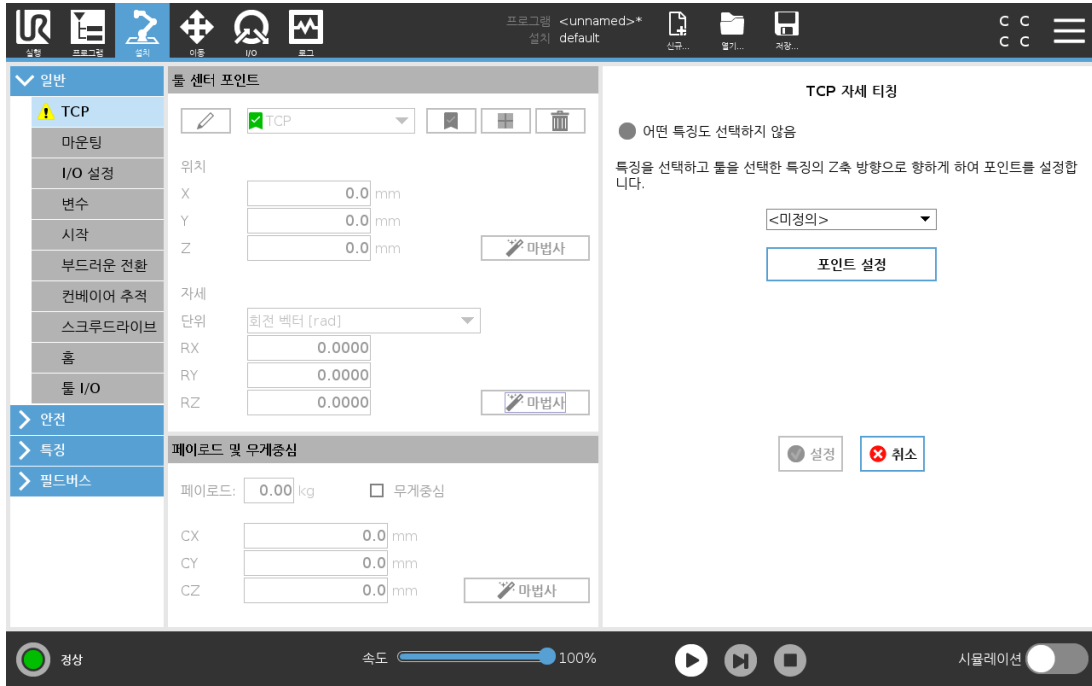 UR
실행
프로그램
설치
이동
I/O
로그
프로그램 <unnamed>*
설치 default
신규...
열기...
저장...
C C
C C
일반
TCP
마운팅
I/O 설정
변수
시작
부드러운 전환
컨베이어 추적
스크루드라이브
홈
툴 I/O
안전
특징
필드버스
툴 센터 포인트
TCP
위치
X 0.0 mm
Y 0.0 mm
Z 0.0 mm
마법사
자세
단위 회전 벡터 [rad]
RX 0.0000
RY 0.0000
RZ 0.0000
마법사
페이로드 및 무게중심
페이로드: 0.00 kg 무게중심
CX 0.0 mm
CY 0.0 mm
CZ 0.0 mm
마법사
TCP 자세 티칭
어떤 특징도 선택하지 않음
특징을 선택하고 툴을 선택한 특징의 Z축 방향으로 향하게 하여 포인트를 설정합
니다.
<미정의>
포인트 설정
설정
취소
정상
속도 100%
시뮬레이션